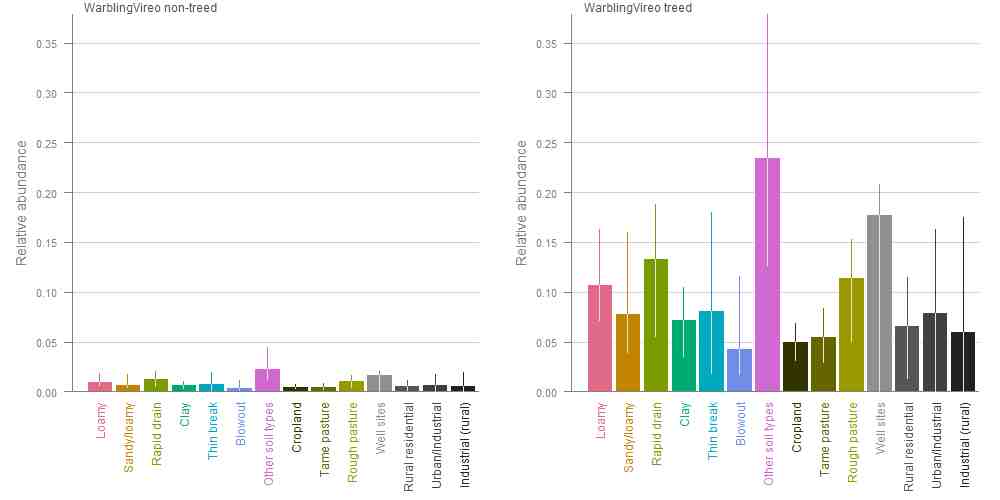 WarblingVireo non-treed
Relative abundance
0.35
0.30
0.25
0.20
0.15
0.10
0.05
0.00
Loamy
Sandy/loamy
Rapid drain
Clay
Thin break
Blowout
Other soil types
Cropland
Tame pasture
Rough pasture
Well sites
Rural residential
Urban/Industrial
Industrial (rural)
WarblingVireo treed
Relative abundance
0.35
0.30
0.25
0.20
0.15
0.10
0.05
0.00
Loamy
Sandy/loamy
Rapid drain
Clay
Thin break
Blowout
Other soil types
Cropland
Tame pasture
Rough pasture
Well sites
Rural residential
Urban/Industrial
Industrial (rural)